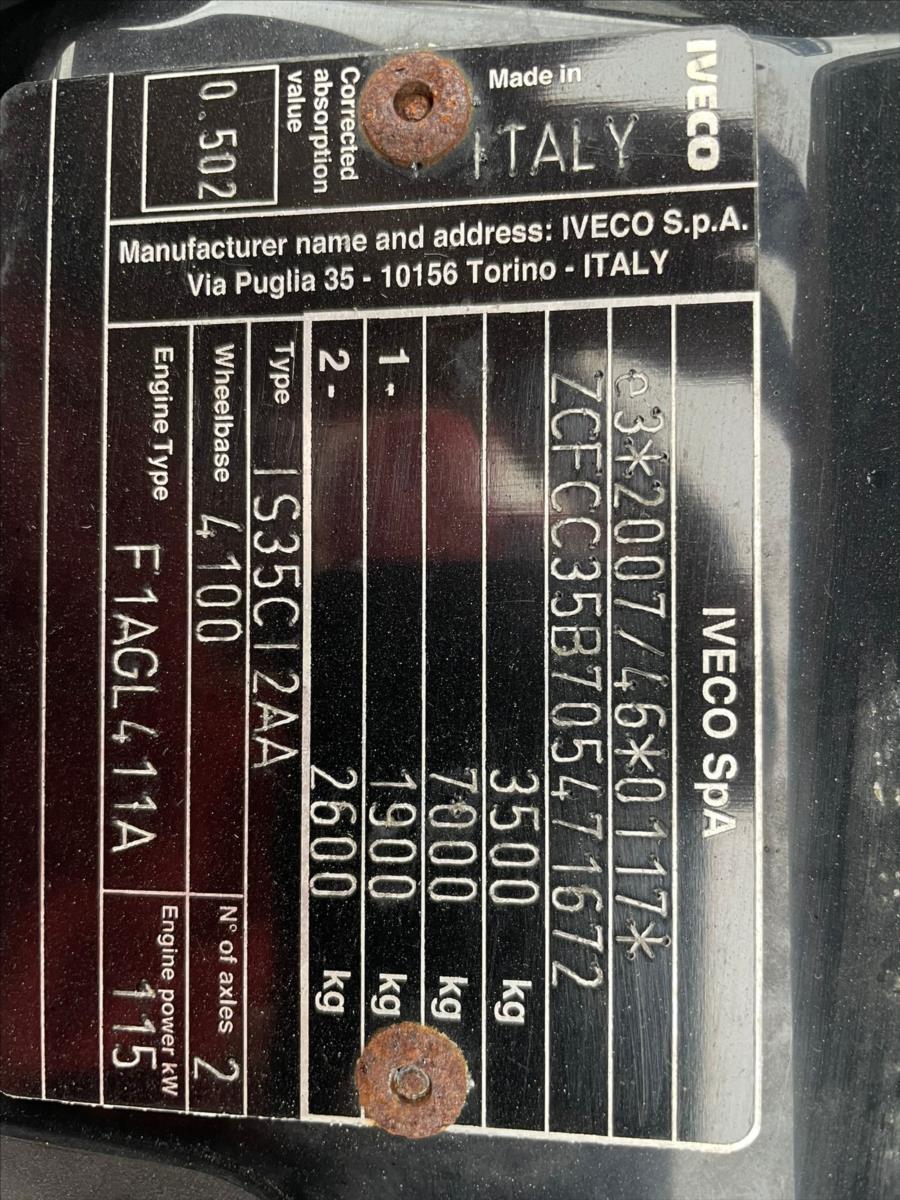 IVECO SpA
e3*2007/46*0117*
ZCFCC35B705471672
3500 kg
7000 kg
1- 1900 kg
2- 2600 kg
Type IS35CI2AA
Wheelbase 4100 N° of axles 2
Engine Type F1AGL411A Engine power kW 115
IVECO
Made in
ITALY
Corrected
absorption
value
0.502
Manufacturer name and address: IVECO S.p.A.
Via Puglia 35 - 10156 Torino - ITALY